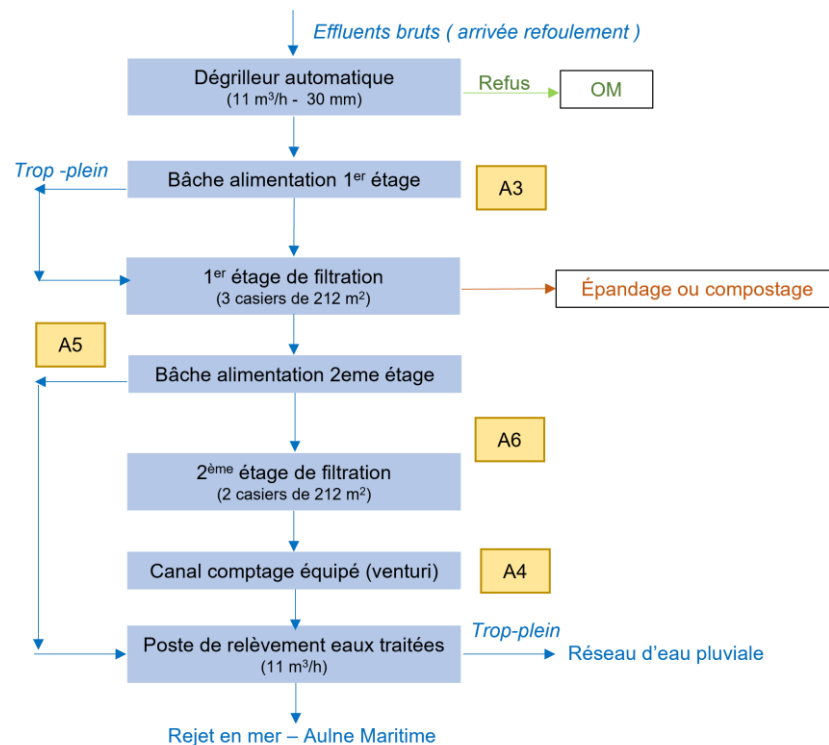 Effluents bruts ( arrivée refoulement )
Dégrilleur automatique
(11 m³/h - 30 mm)
Refus
OM
Trop -plein
Bâche alimentation 1er étage
A3
1er étage de filtration
(3 casiers de 212 m²)
Épandage ou compostage
A5
Bâche alimentation 2eme étage
A6
2ème étage de filtration
(2 casiers de 212 m²)
Canal comptage équipé (venturi)
A4
Poste de relèvement eaux traitées
(11 m³/h)
Trop-plein
Réseau d'eau pluviale
Rejet en mer – Aulne Maritime